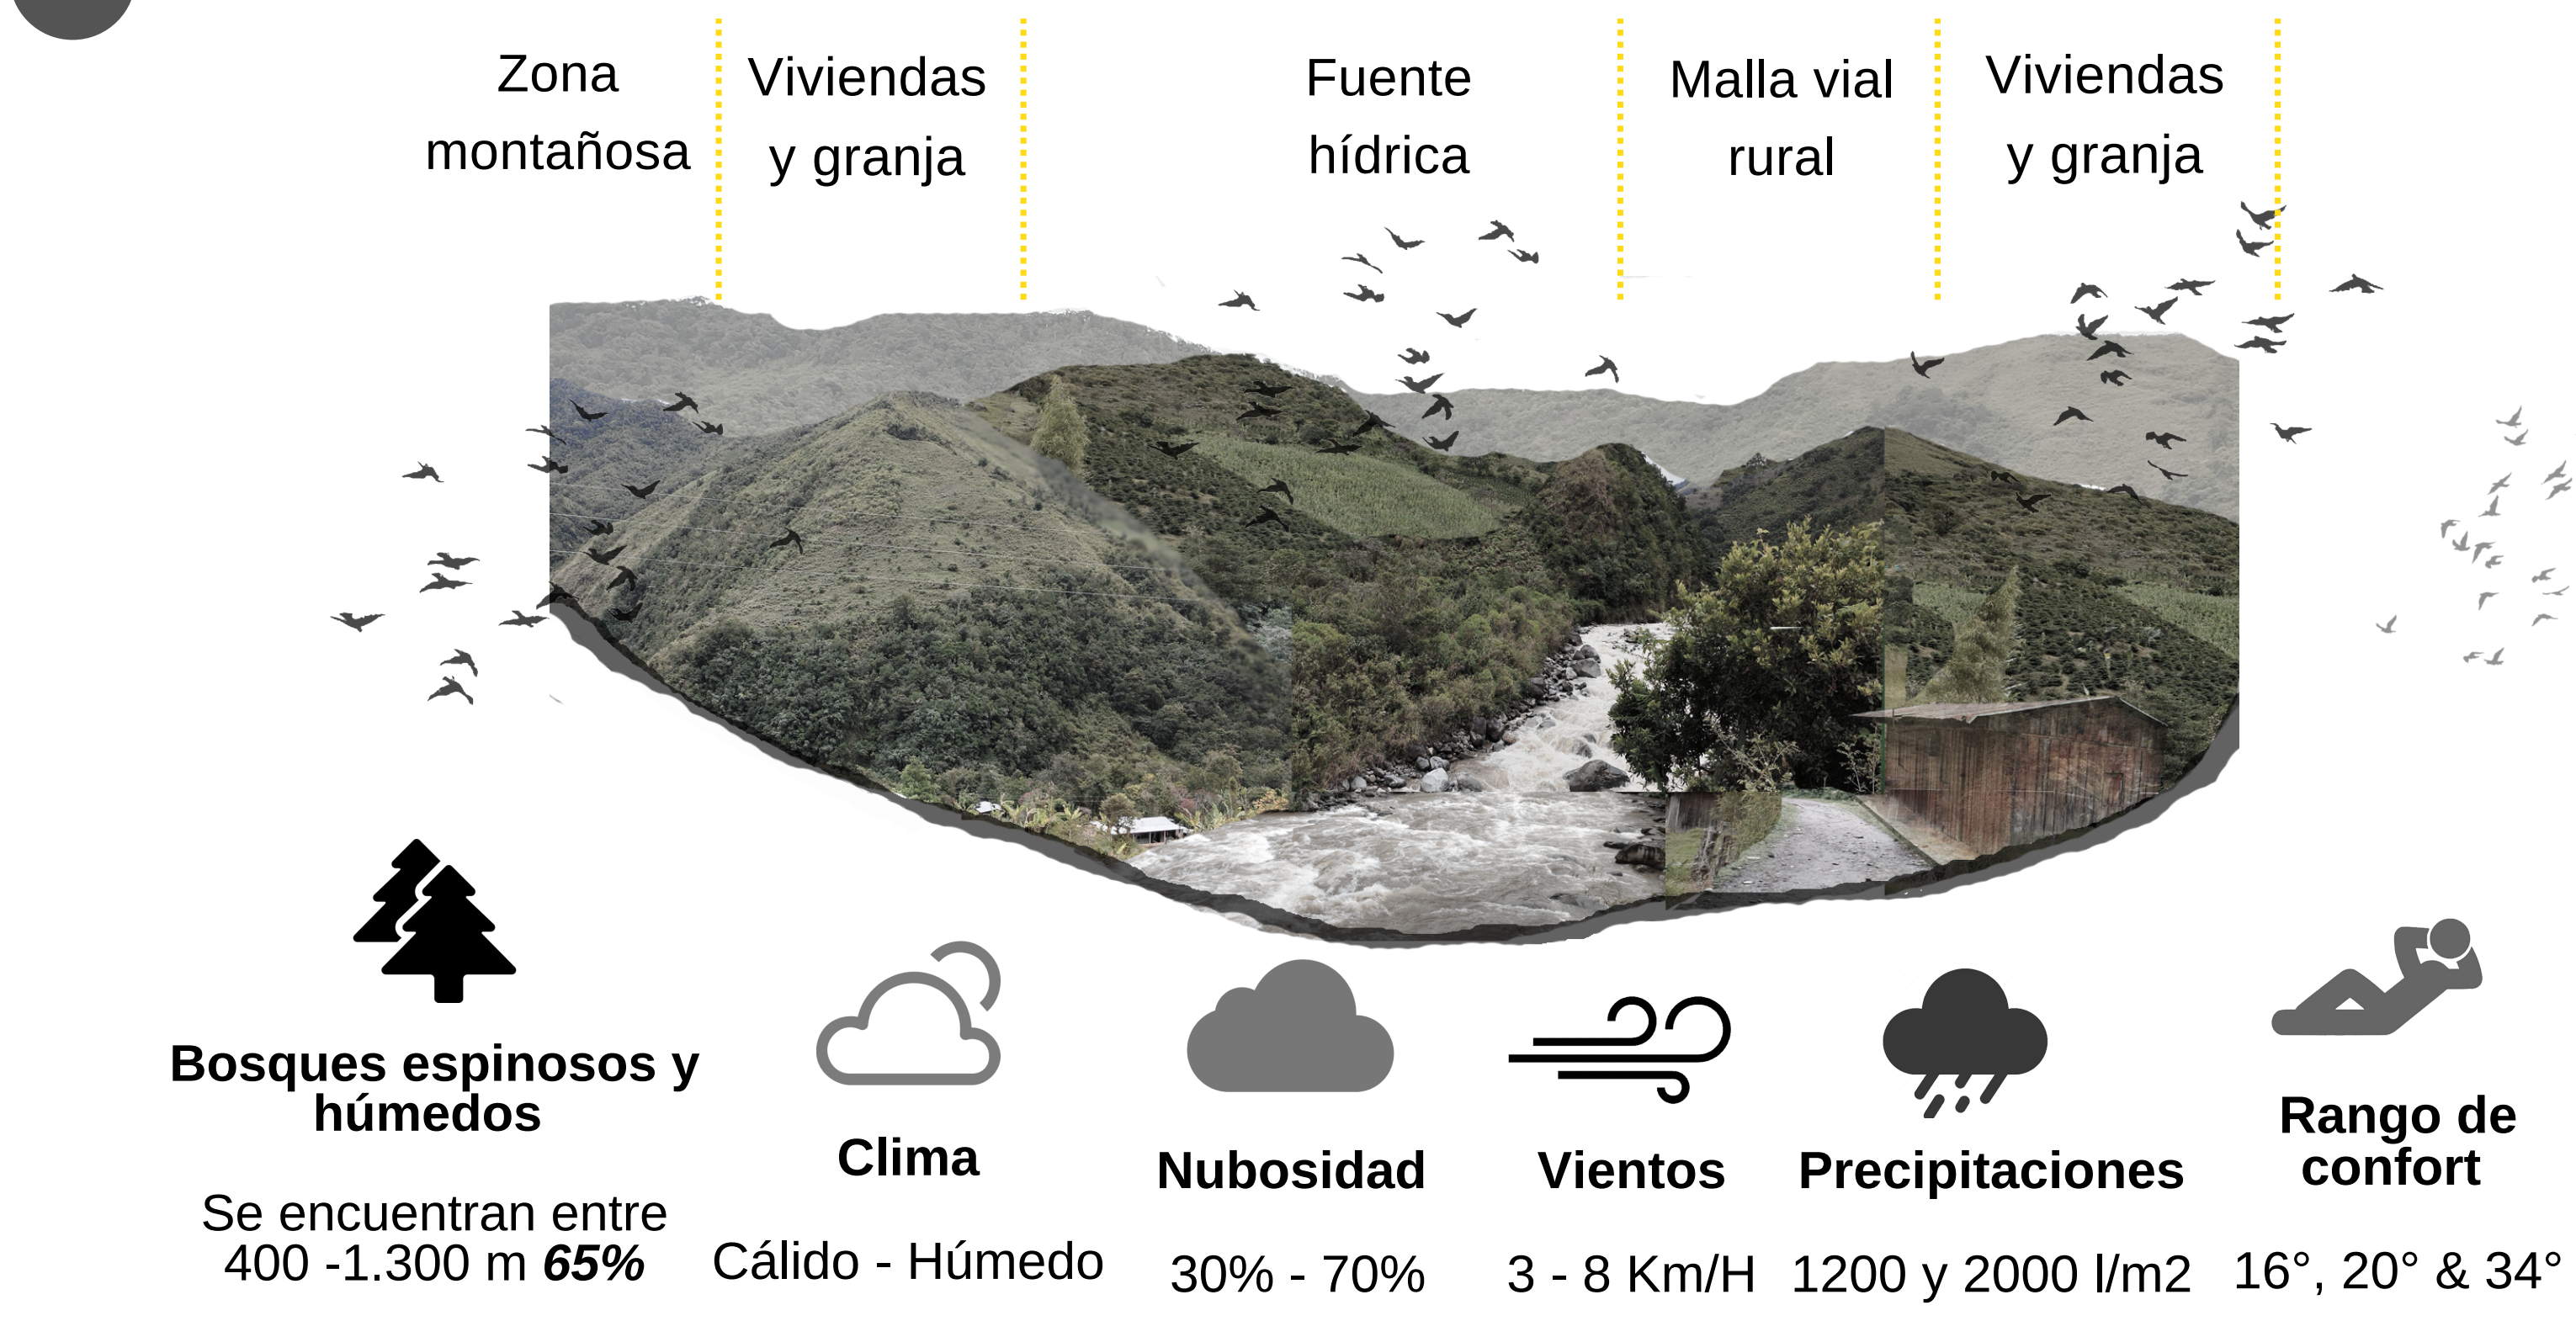 Zona
montañosa
Viviendas
y granja
Fuente
hídrica
Malla vial
rural
Viviendas
y granja
Bosques espinosos y
húmedos
Se encuentran entre
400 -1.300 m 65%
Clima
Cálido - Húmedo
Nubosidad
30% - 70%
Vientos
3 - 8 Km/H
Precipitaciones
1200 y 2000 l/m2
Rango de
confort
16°, 20° & 34°